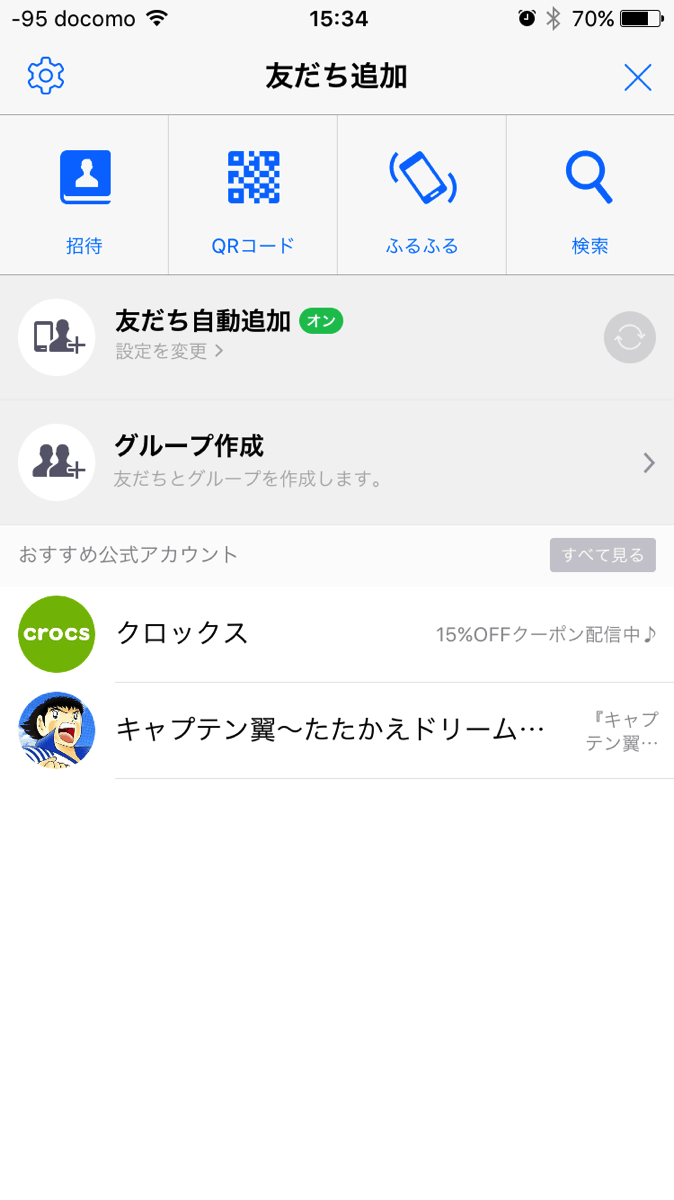 -95 docomo 15:34 70%
友だち追加
招待 QRコード ふるふる 検索
友だち自動追加 オン
設定を変更 >
グループ作成
友だちとグループを作成します。
おすすめ公式アカウント すべて見る
crocs クロックス 15%OFFクーポン配信中♪
キャプテン翼〜たたかえドリーム… 『キャプ
テン翼…